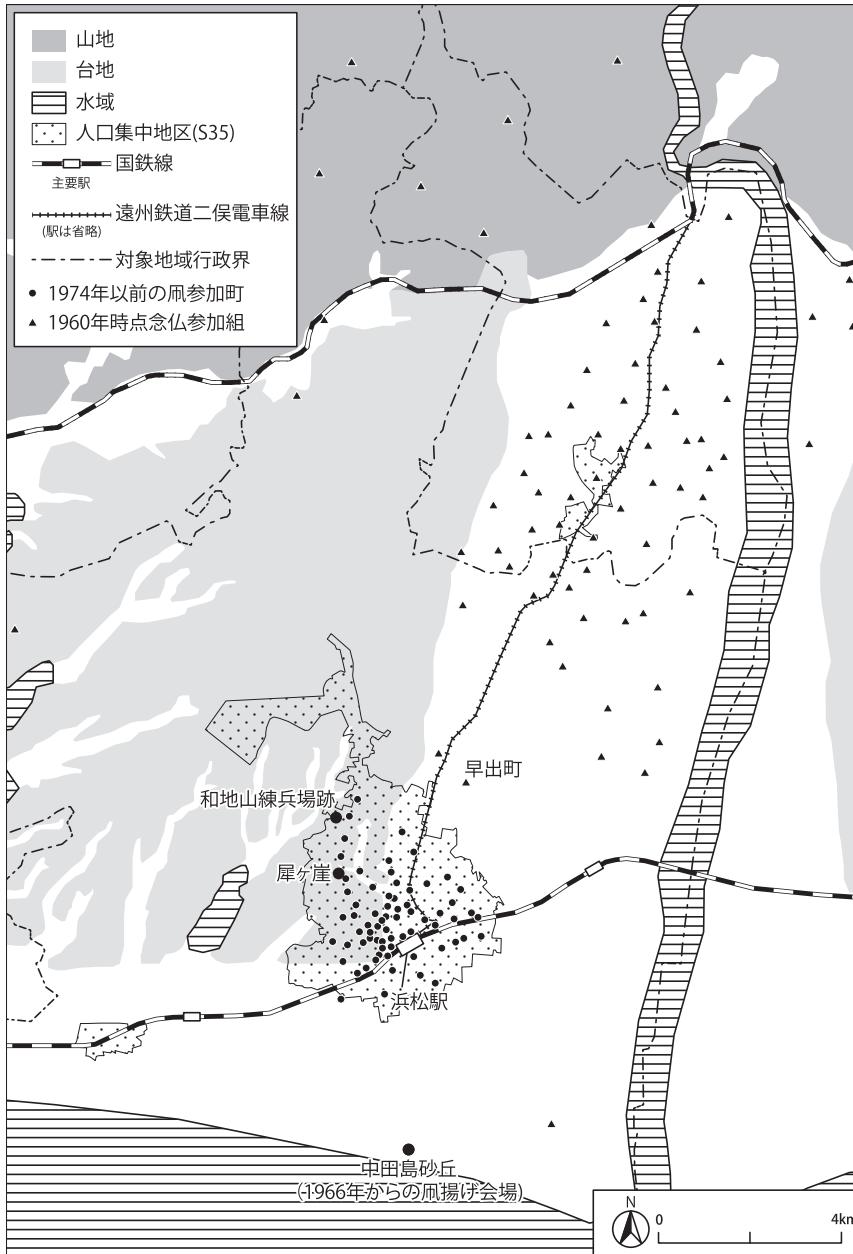 山地
台地
水域
人口集中地区(S35)
国鉄線
主要駅
遠州鉄道二俣電車線
(駅は省略)
対象地域行政界
1974年以前の凧参加町
1960年時点念仏参加組
早出町
和地山練兵場跡
犀ヶ崖
浜松駅
中田島砂丘
(1966年からの凧揚げ会場)
N
0
4km